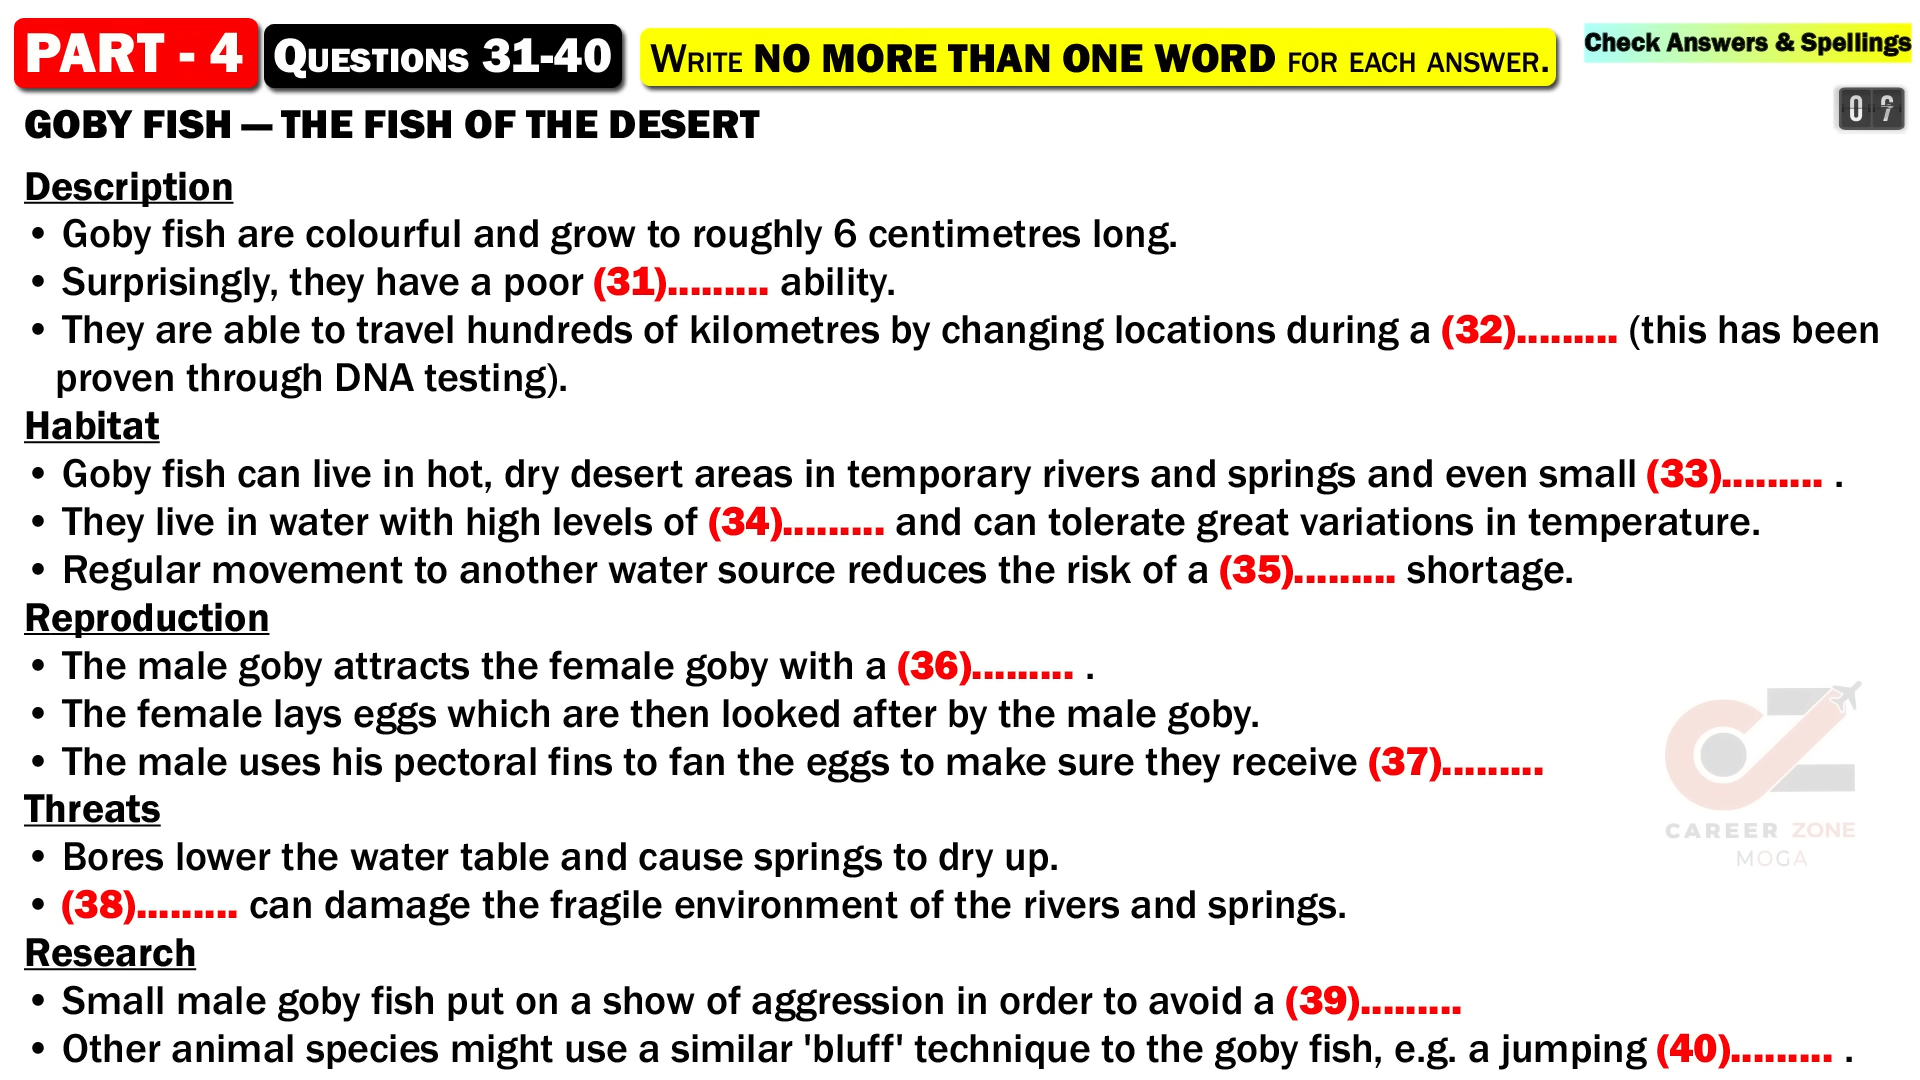 PART - 4 QUESTIONS 31-40 WRITE NO MORE THAN ONE WORD FOR EACH ANSWER. Check Answers & Spellings
GOBY FISH — THE FISH OF THE DESERT
Description
• Goby fish are colourful and grow to roughly 6 centimetres long.
• Surprisingly, they have a poor (31)......... ability.
• They are able to travel hundreds of kilometres by changing locations during a (32)......... (this has been
proven through DNA testing).
Habitat
• Goby fish can live in hot, dry desert areas in temporary rivers and springs and even small (33)......... .
• They live in water with high levels of (34)......... and can tolerate great variations in temperature.
• Regular movement to another water source reduces the risk of a (35)......... shortage.
Reproduction
• The male goby attracts the female goby with a (36)......... .
• The female lays eggs which are then looked after by the male goby.
• The male uses his pectoral fins to fan the eggs to make sure they receive (37).........
Threats
• Bores lower the water table and cause springs to dry up.
• (38)......... can damage the fragile environment of the rivers and springs.
Research
• Small male goby fish put on a show of aggression in order to avoid a (39).........
• Other animal species might use a similar 'bluff' technique to the goby fish, e.g. a jumping (40)......... .
CAREER ZONE
MOGA